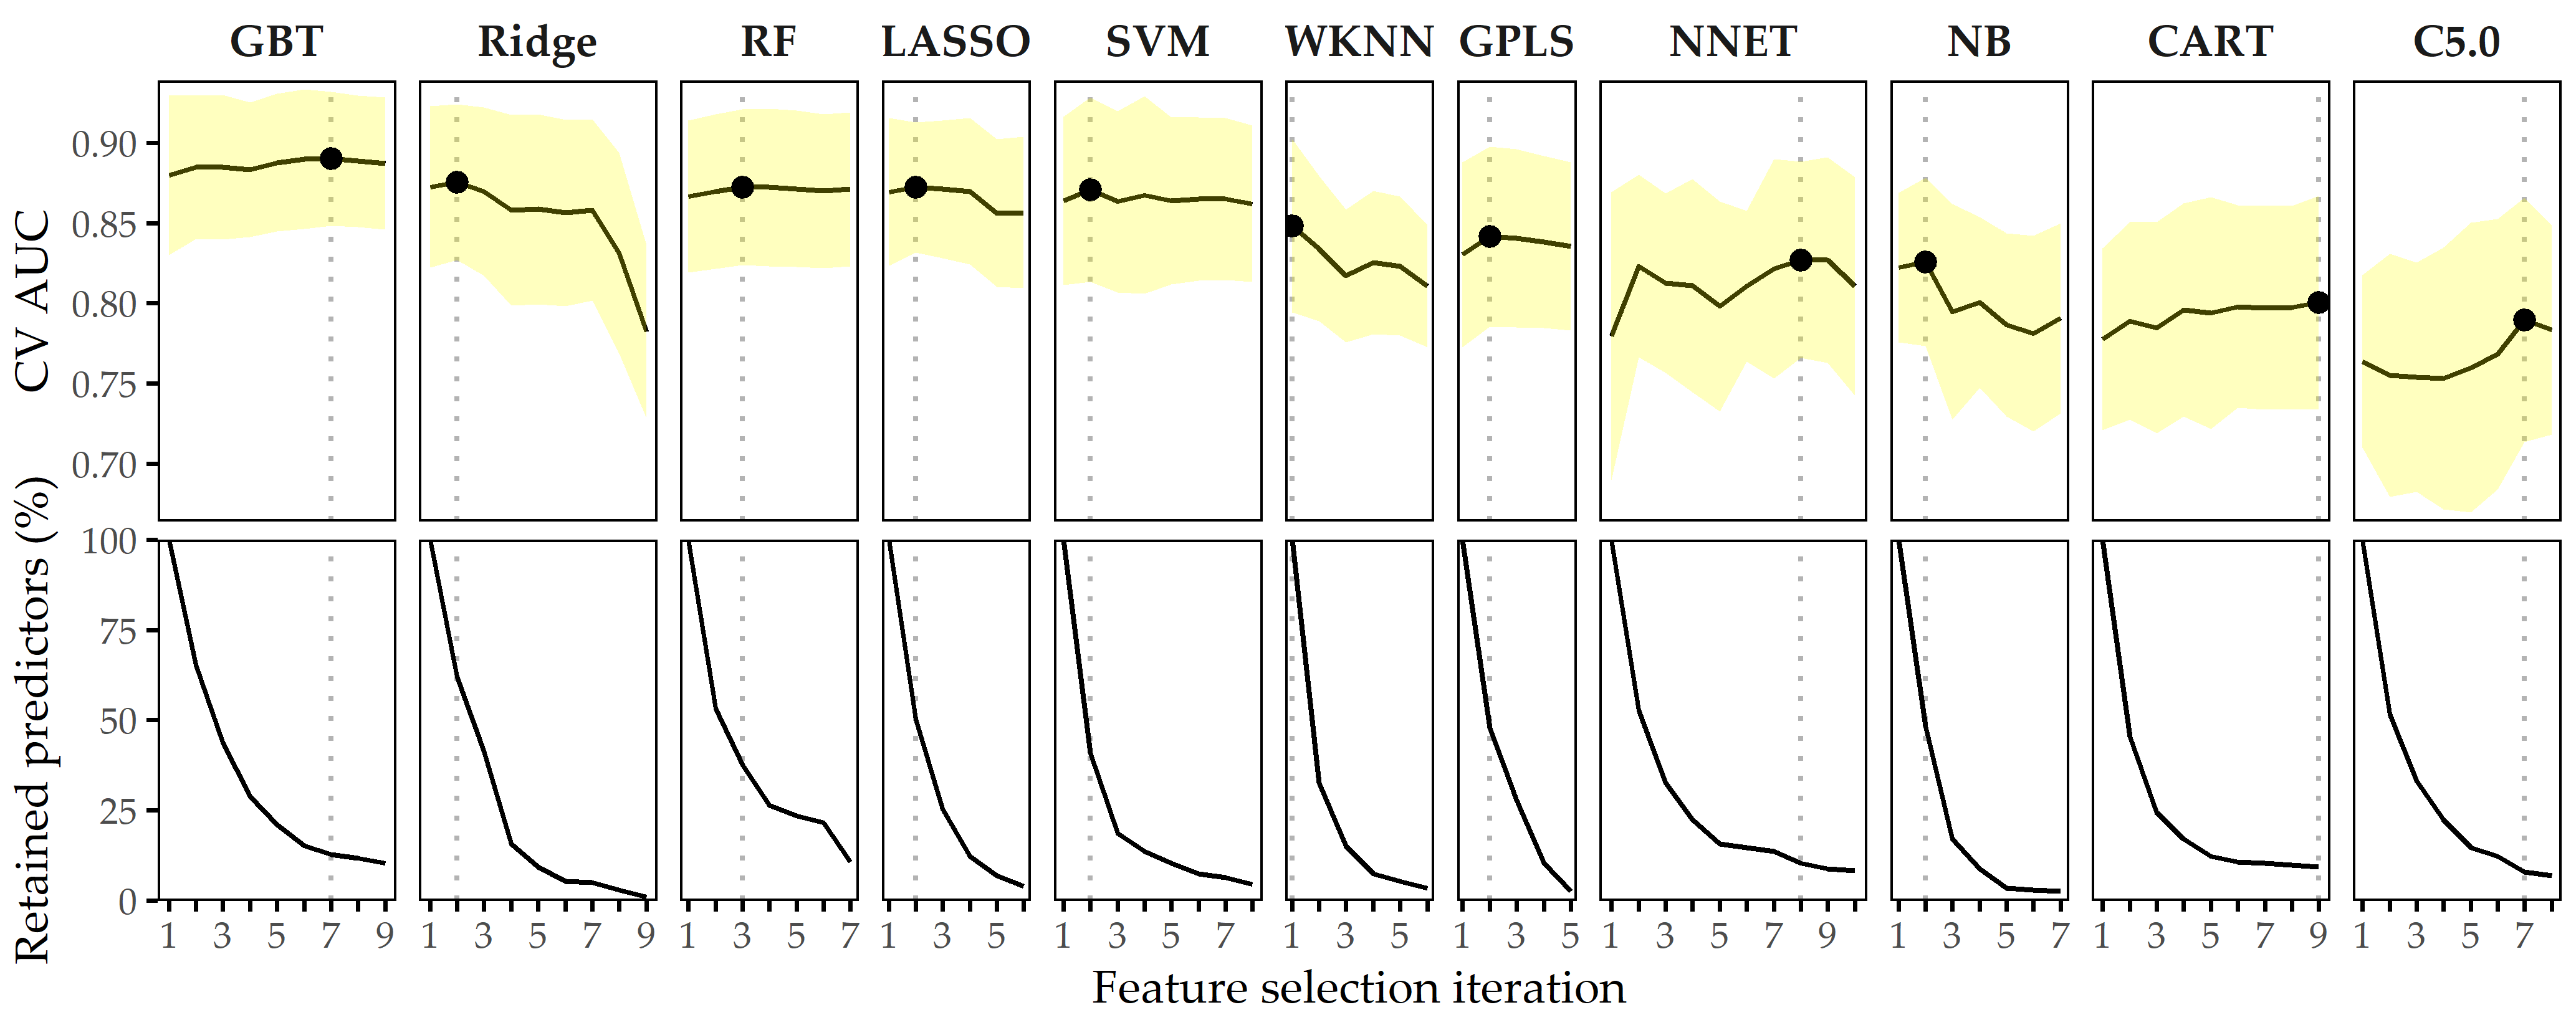 GBT Ridge RF LASSO SVM WKNN GPLS NNET NB CART C5.0
CV AUC
0.90
0.85
0.80
0.75
0.70
Retained predictors (%)
100
75
50
25
0
1 3 5 7 9 1 3 5 7 9 1 3 5 7 1 3 5 1 3 5 7 1 3 5 1 3 5 1 3 5 7 9 1 3 5 7 1 3 5 7 9 1 3 5 7
Feature selection iteration